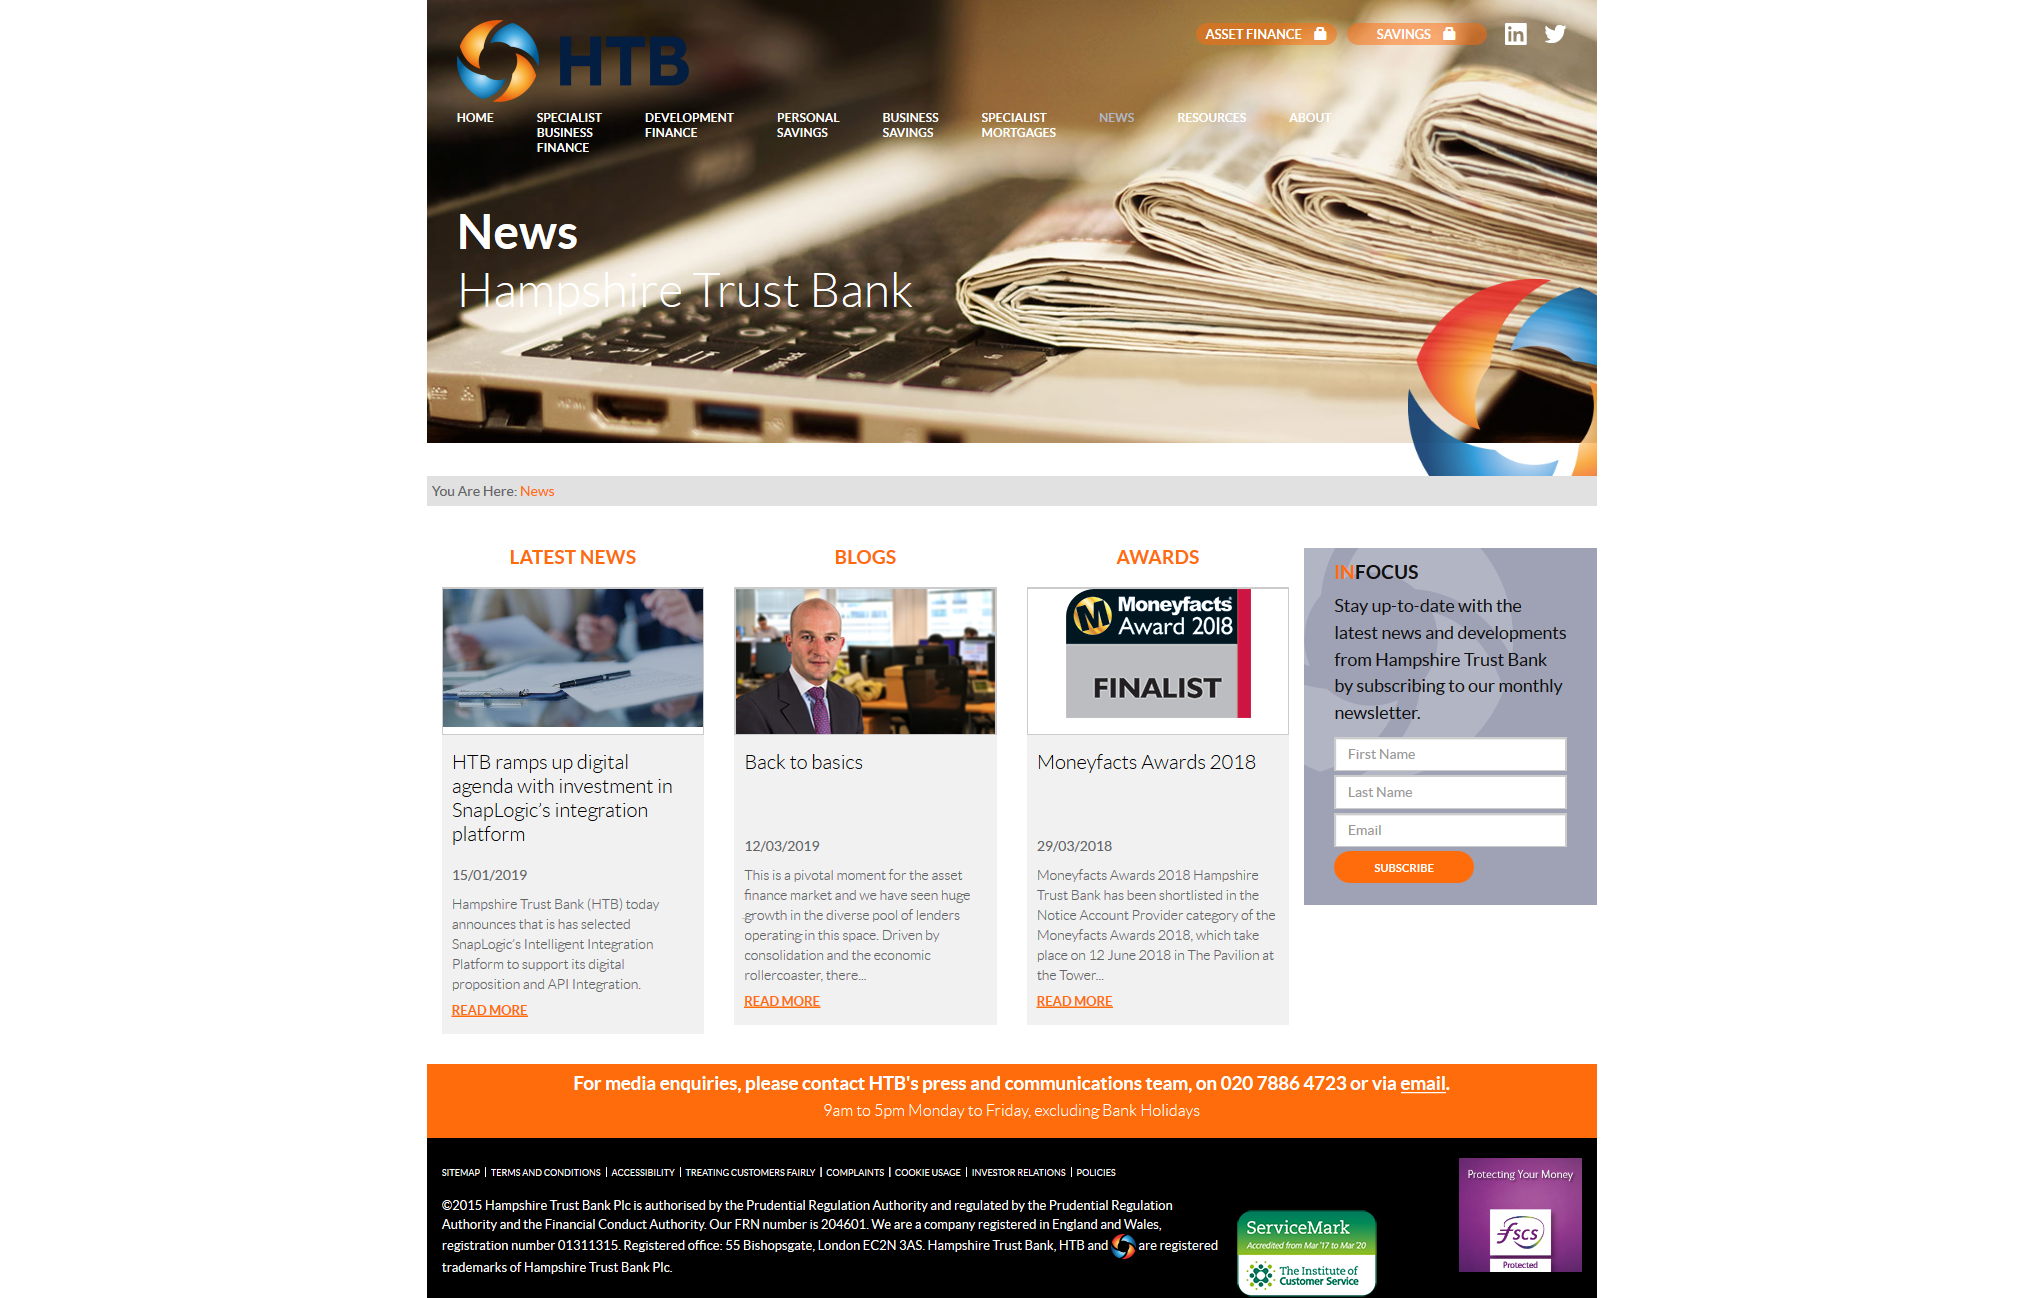 HTB
ASSET FINANCE
SAVINGS
in
HOME
SPECIALIST
BUSINESS
FINANCE
DEVELOPMENT
FINANCE
PERSONAL
SAVINGS
BUSINESS
SAVINGS
SPECIALIST
MORTGAGES
NEWS
RESOURCES
ABOUT
News
Hampshire Trust Bank
You Are Here: News
LATEST NEWS
HTB ramps up digital
agenda with investment in
SnapLogic’s integration
platform
15/01/2019
Hampshire Trust Bank (HTB) today
announces that is has selected
SnapLogic’s Intelligent Integration
Platform to support its digital
proposition and API Integration.
READ MORE
BLOGS
Back to basics
12/03/2019
This is a pivotal moment for the asset
finance market and we have seen huge
growth in the diverse pool of lenders
operating in this space. Driven by
consolidation and the economic
rollercoaster, there...
READ MORE
AWARDS
Moneyfacts
Award 2018
FINALIST
Moneyfacts Awards 2018
29/03/2018
Moneyfacts Awards 2018 Hampshire
Trust Bank has been shortlisted in the
Notice Account Provider category of the
Moneyfacts Awards 2018, which take
place on 12 June 2018 in The Pavilion at
the Tower...
READ MORE
INFOCUS
Stay up-to-date with the
latest news and developments
from Hampshire Trust Bank
by subscribing to our monthly
newsletter.
First Name
Last Name
Email
SUBSCRIBE
For media enquiries, please contact HTB's press and communications team, on 020 7886 4723 or via email.
9am to 5pm Monday to Friday, excluding Bank Holidays
SITEMAP | TERMS AND CONDITIONS | ACCESSIBILITY | TREATING CUSTOMERS FAIRLY | COMPLAINTS | COOKIE USAGE | INVESTOR RELATIONS | POLICIES
©2015 Hampshire Trust Bank Plc is authorised by the Prudential Regulation Authority and regulated by the Prudential Regulation
Authority and the Financial Conduct Authority. Our FRN number is 204601. We are a company registered in England and Wales,
registration number 01311315. Registered office: 55 Bishopsgate, London EC2N 3AS. Hampshire Trust Bank, HTB and are registered
trademarks of Hampshire Trust Bank Plc.
ServiceMark
Accredited from Mar '17 to Mar '20
The Institute of
Customer Service
Protecting Your Money
fscs
Protected